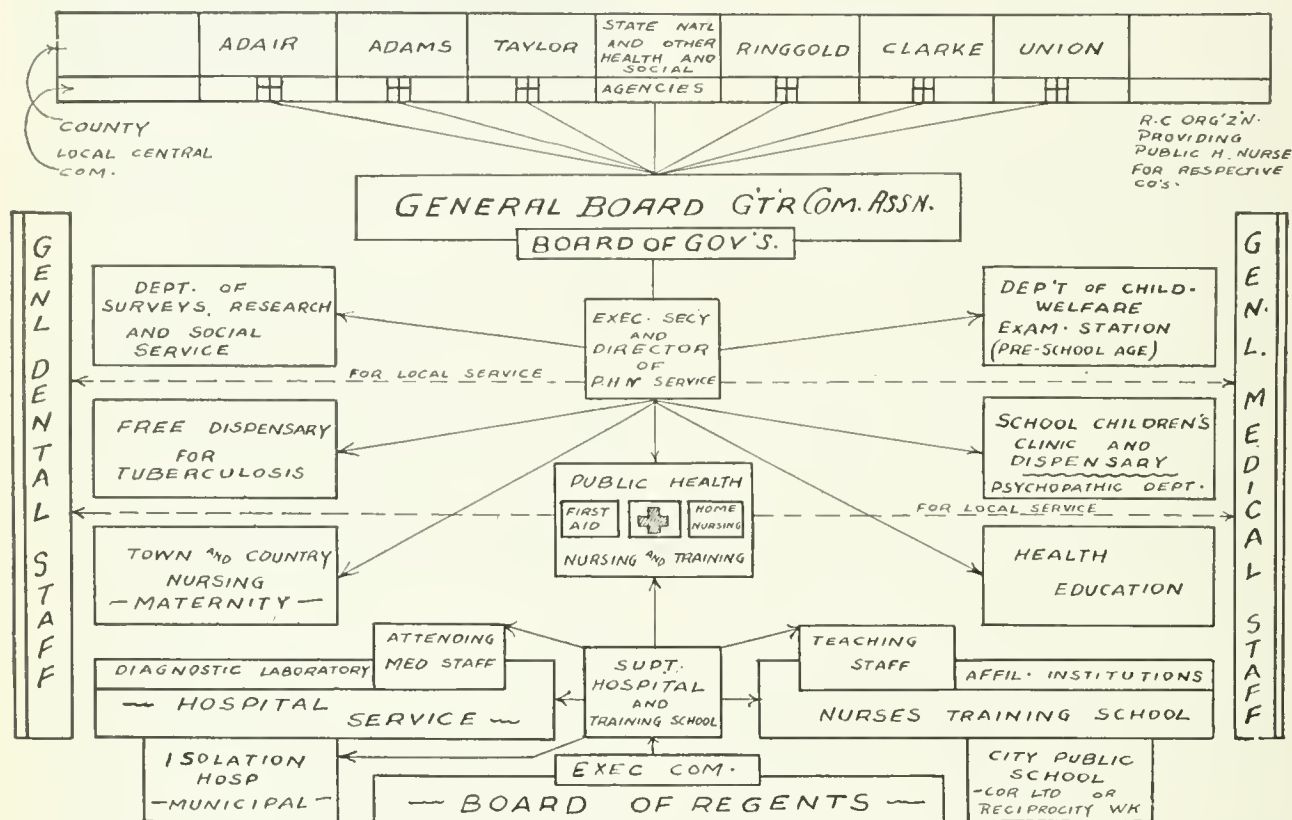 ADAIR
ADAMS
TAYLOR
STATE NATL
AND OTHER
HEALTH AND
SOCIAL
AGENCIES
RINGGOLD
CLARKE
UNION
COUNTY
LOCAL CENTRAL
COM.
R.C ORG'Z'N.
PROVIDING
PUBLIC H. NURSE
FOR RESPECTIVE
CO'S.
GENERAL BOARD GT'R COM. ASSN.
BOARD OF GOV'S.
GENL DENTAL STAFF
DEPT. OF
SURVEYS, RESEARCH
AND SOCIAL
SERVICE
EXEC. SEC'Y
AND
DIRECTOR
OF
P.H N SERVICE
DEP'T OF CHILD-
WELFARE
EXAM. STATION
(PRE-SCHOOL AGE)
GEN.L. MEDICAL STAFF
FOR LOCAL SERVICE
FREE DISPENSARY
FOR
TUBERCULOSIS
SCHOOL CHILDREN'S
CLINIC AND
DISPENSARY
PSYCHOPATHIC DEPT.
PUBLIC HEALTH
FIRST
AID
HOME
NURSING
NURSING AND TRAINING
FOR LOCAL SERVICE
TOWN AND COUNTRY
NURSING
— MATERNITY —
HEALTH
EDUCATION
ATTENDING
MED STAFF
DIAGNOSTIC LABORATORY
— HOSPITAL
SERVICE —
SUPT.
HOSPITAL
AND
TRAINING SCHOOL
TEACHING
STAFF
AFFIL. INSTITUTIONS
NURSES TRAINING SCHOOL
ISOLATION
HOSP
— MUNICIPAL —
EXEC COM.
— BOARD OF REGENTS —
CITY PUBLIC
SCHOOL
- COR LTD OR
RECIPROCITY WK